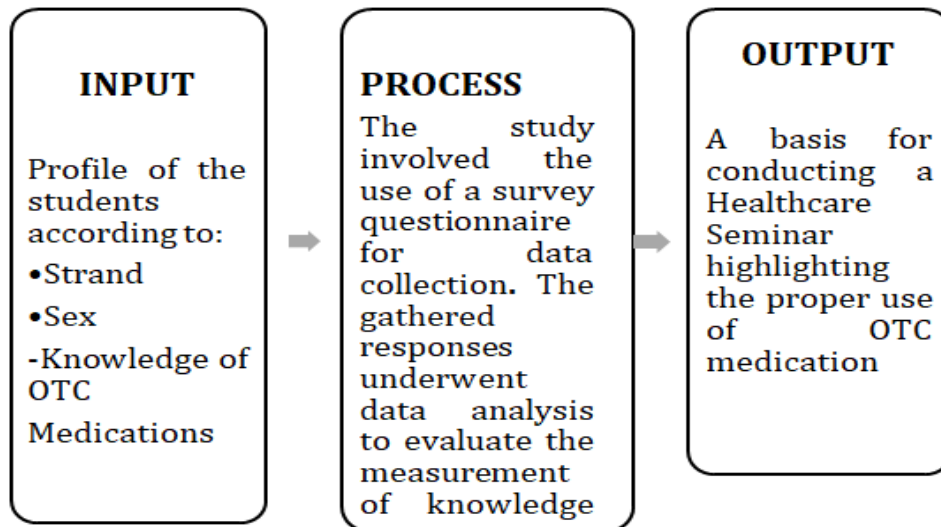 INPUT
Profile of the
students
according to:
•Strand
•Sex
-Knowledge of
OTC
Medications
PROCESS
The study
involved the
use of a survey
questionnaire
for data
collection. The
gathered
responses
underwent
data analysis
to evaluate the
measurement
of knowledge
OUTPUT
A basis for
conducting a
Healthcare
Seminar
highlighting
the proper use
of OTC
medication